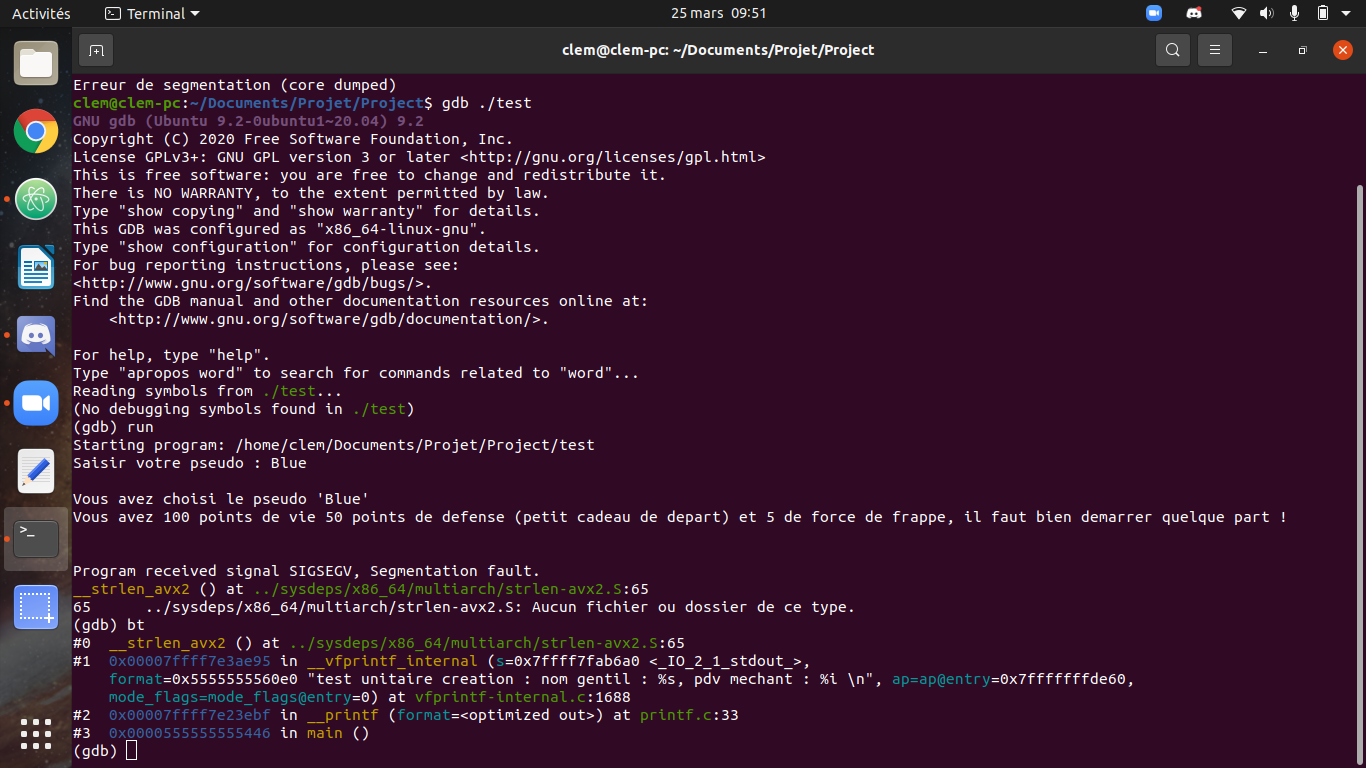 Activités
Terminal
25 mars 09:51
clem@clem-pc: ~/Documents/Projet/Project
Erreur de segmentation (core dumped)
clem@clem-pc:~/Documents/Projet/Project$ gdb ./test
GNU gdb (Ubuntu 9.2-0ubuntu1~20.04) 9.2
Copyright (C) 2020 Free Software Foundation, Inc.
License GPLv3+: GNU GPL version 3 or later <http://gnu.org/licenses/gpl.html>
This is free software: you are free to change and redistribute it.
There is NO WARRANTY, to the extent permitted by law.
Type "show copying" and "show warranty" for details.
This GDB was configured as "x86_64-linux-gnu".
Type "show configuration" for configuration details.
For bug reporting instructions, please see:
<http://www.gnu.org/software/gdb/bugs/>.
Find the GDB manual and other documentation resources online at:
    <http://www.gnu.org/software/gdb/documentation/>.
For help, type "help".
Type "apropos word" to search for commands related to "word"...
Reading symbols from ./test...
(No debugging symbols found in ./test)
(gdb) run
Starting program: /home/clem/Documents/Projet/Project/test
Saisir votre pseudo : Blue
Vous avez choisi le pseudo 'Blue'
Vous avez 100 points de vie 50 points de defense (petit cadeau de depart) et 5 de force de frappe, il faut bien demarrer quelque part !
Program received signal SIGSEGV, Segmentation fault.
__strlen_avx2 () at ../sysdeps/x86_64/multiarch/strlen-avx2.S:65
65      ../sysdeps/x86_64/multiarch/strlen-avx2.S: Aucun fichier ou dossier de ce type.
(gdb) bt
#0  __strlen_avx2 () at ../sysdeps/x86_64/multiarch/strlen-avx2.S:65
#1  0x00007ffff7e3ae95 in __vfprintf_internal (s=0x7ffff7fab6a0 <_IO_2_1_stdout_>,
    format=0x5555555560e0 "test unitaire creation : nom gentil : %s, pdv mechant : %i \n", ap=ap@entry=0x7fffffffde60,
    mode_flags=mode_flags@entry=0) at vfprintf-internal.c:1688
#2  0x00007ffff7e23ebf in __printf (format=<optimized out>) at printf.c:33
#3  0x0000555555555446 in main ()
(gdb)